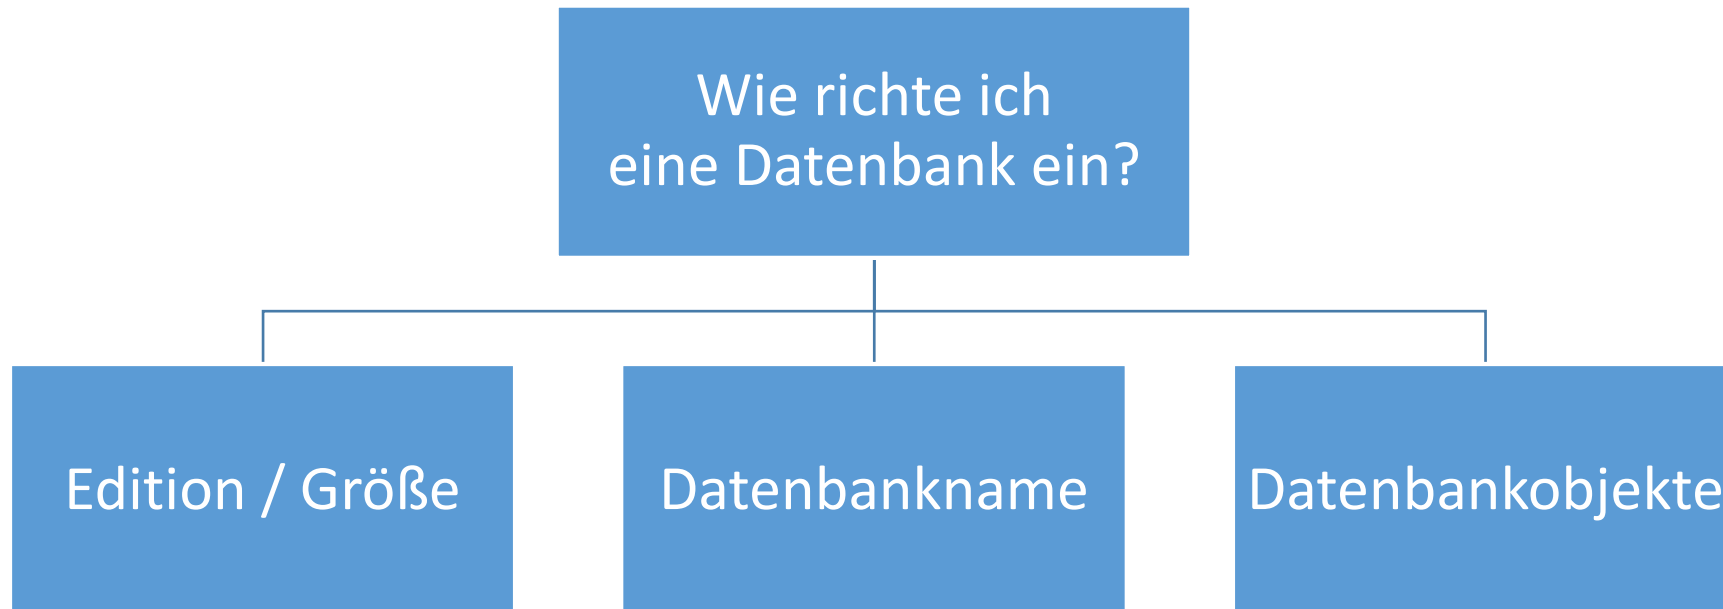 Wie richte ich
eine Datenbank ein?
Edition / Größe
Datenbankname
Datenbankobjekte